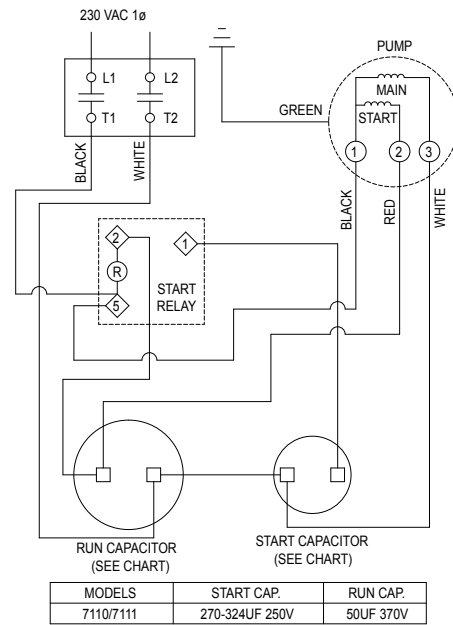 230 VAC 1ø
PUMP
L1
L2
MAIN
GREEN
START
T1
T2
1
2
3
BLACK
WHITE
BLACK
RED
WHITE
2
1
R
START
RELAY
5
RUN CAPACITOR
(SEE CHART)
START CAPACITOR
(SEE CHART)
MODELS START CAP. RUN CAP.
7110/7111 270-324UF 250V 50UF 370V